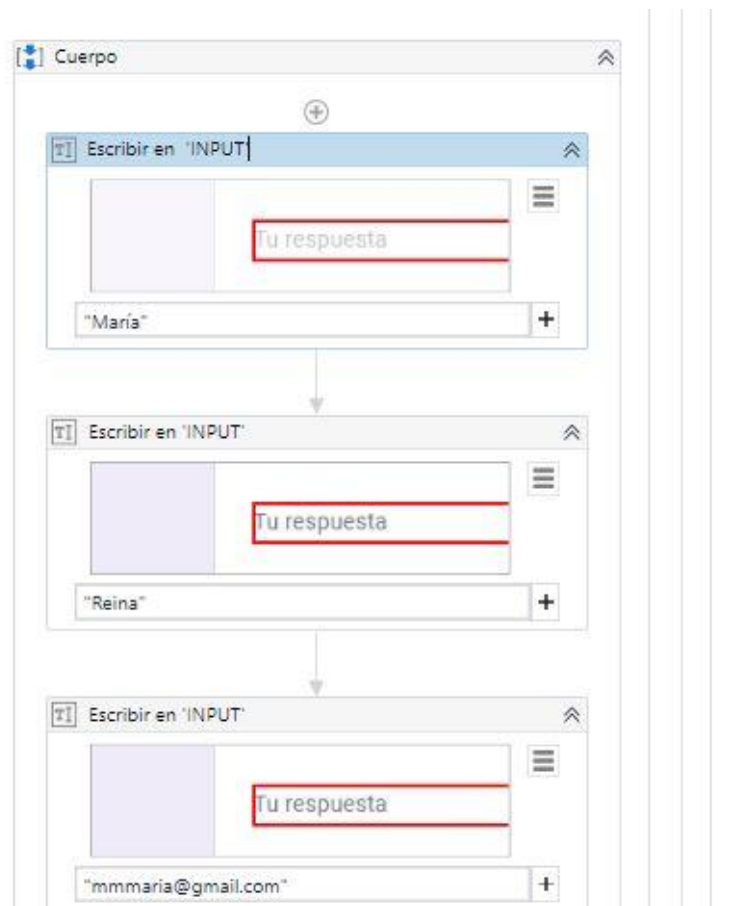 Cuerpo
Escribir en 'INPUT'
Tu respuesta
"María"
Escribir en 'INPUT'
Tu respuesta
"Reina"
Escribir en 'INPUT'
Tu respuesta
"mmmaria@gmail.com"